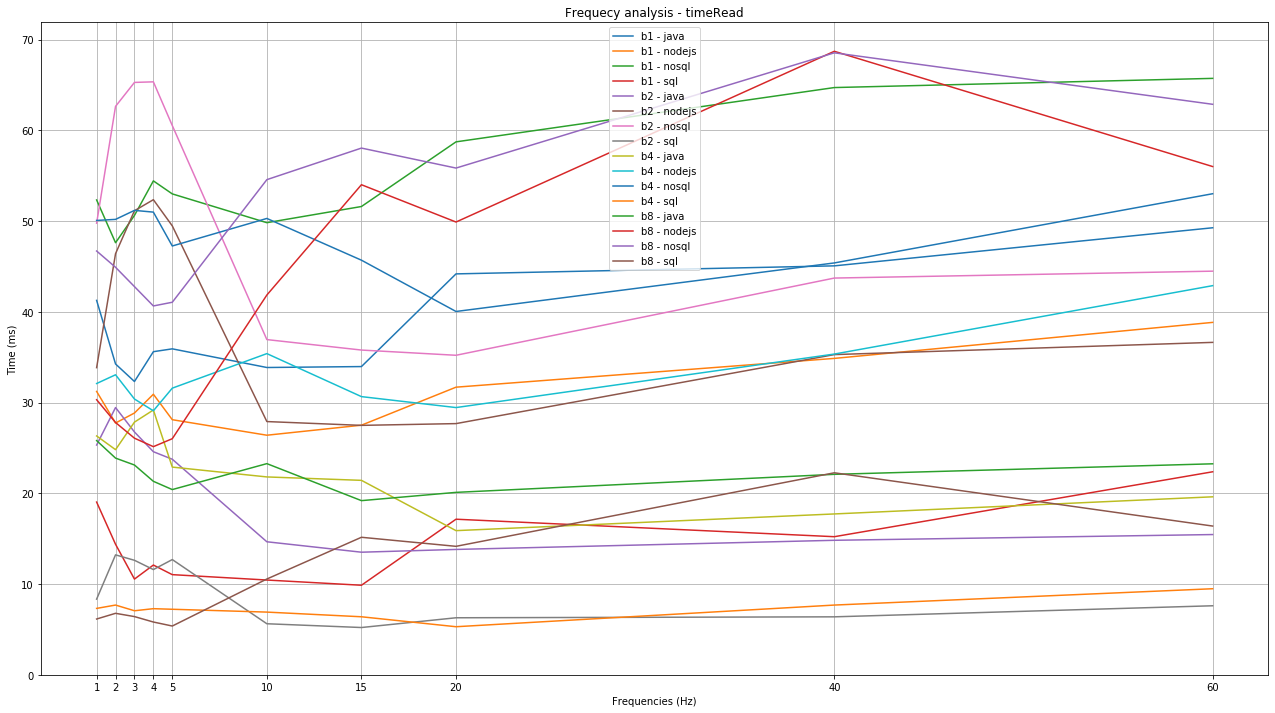 Frequecy analysis - timeRead
b1 - java
b1 - nodejs
b1 - nosql
b1 - sql
b2 - java
b2 - nodejs
b2 - nosql
b2 - sql
b4 - java
b4 - nodejs
b4 - nosql
b4 - sql
b8 - java
b8 - nodejs
b8 - nosql
b8 - sql
70
60
50
40
30
20
10
0
Time (ms)
1 2 3 4 5 10 15 20 40 60
Frequencies (Hz)